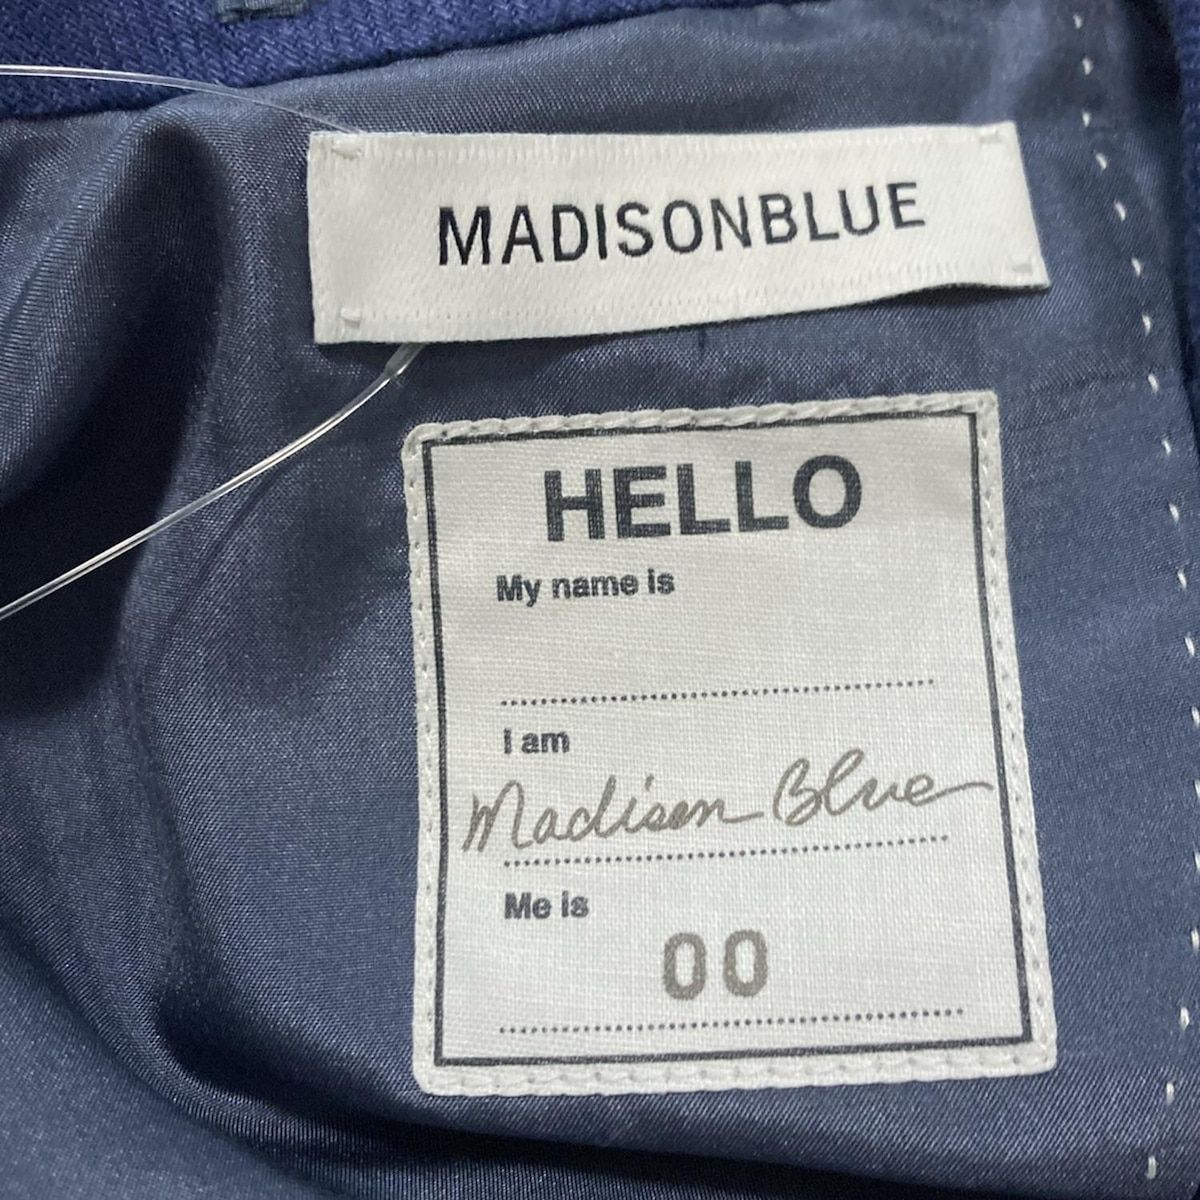 MADISONBLUE
HELLO
My name is
I am
Madison Blue
Me is
00